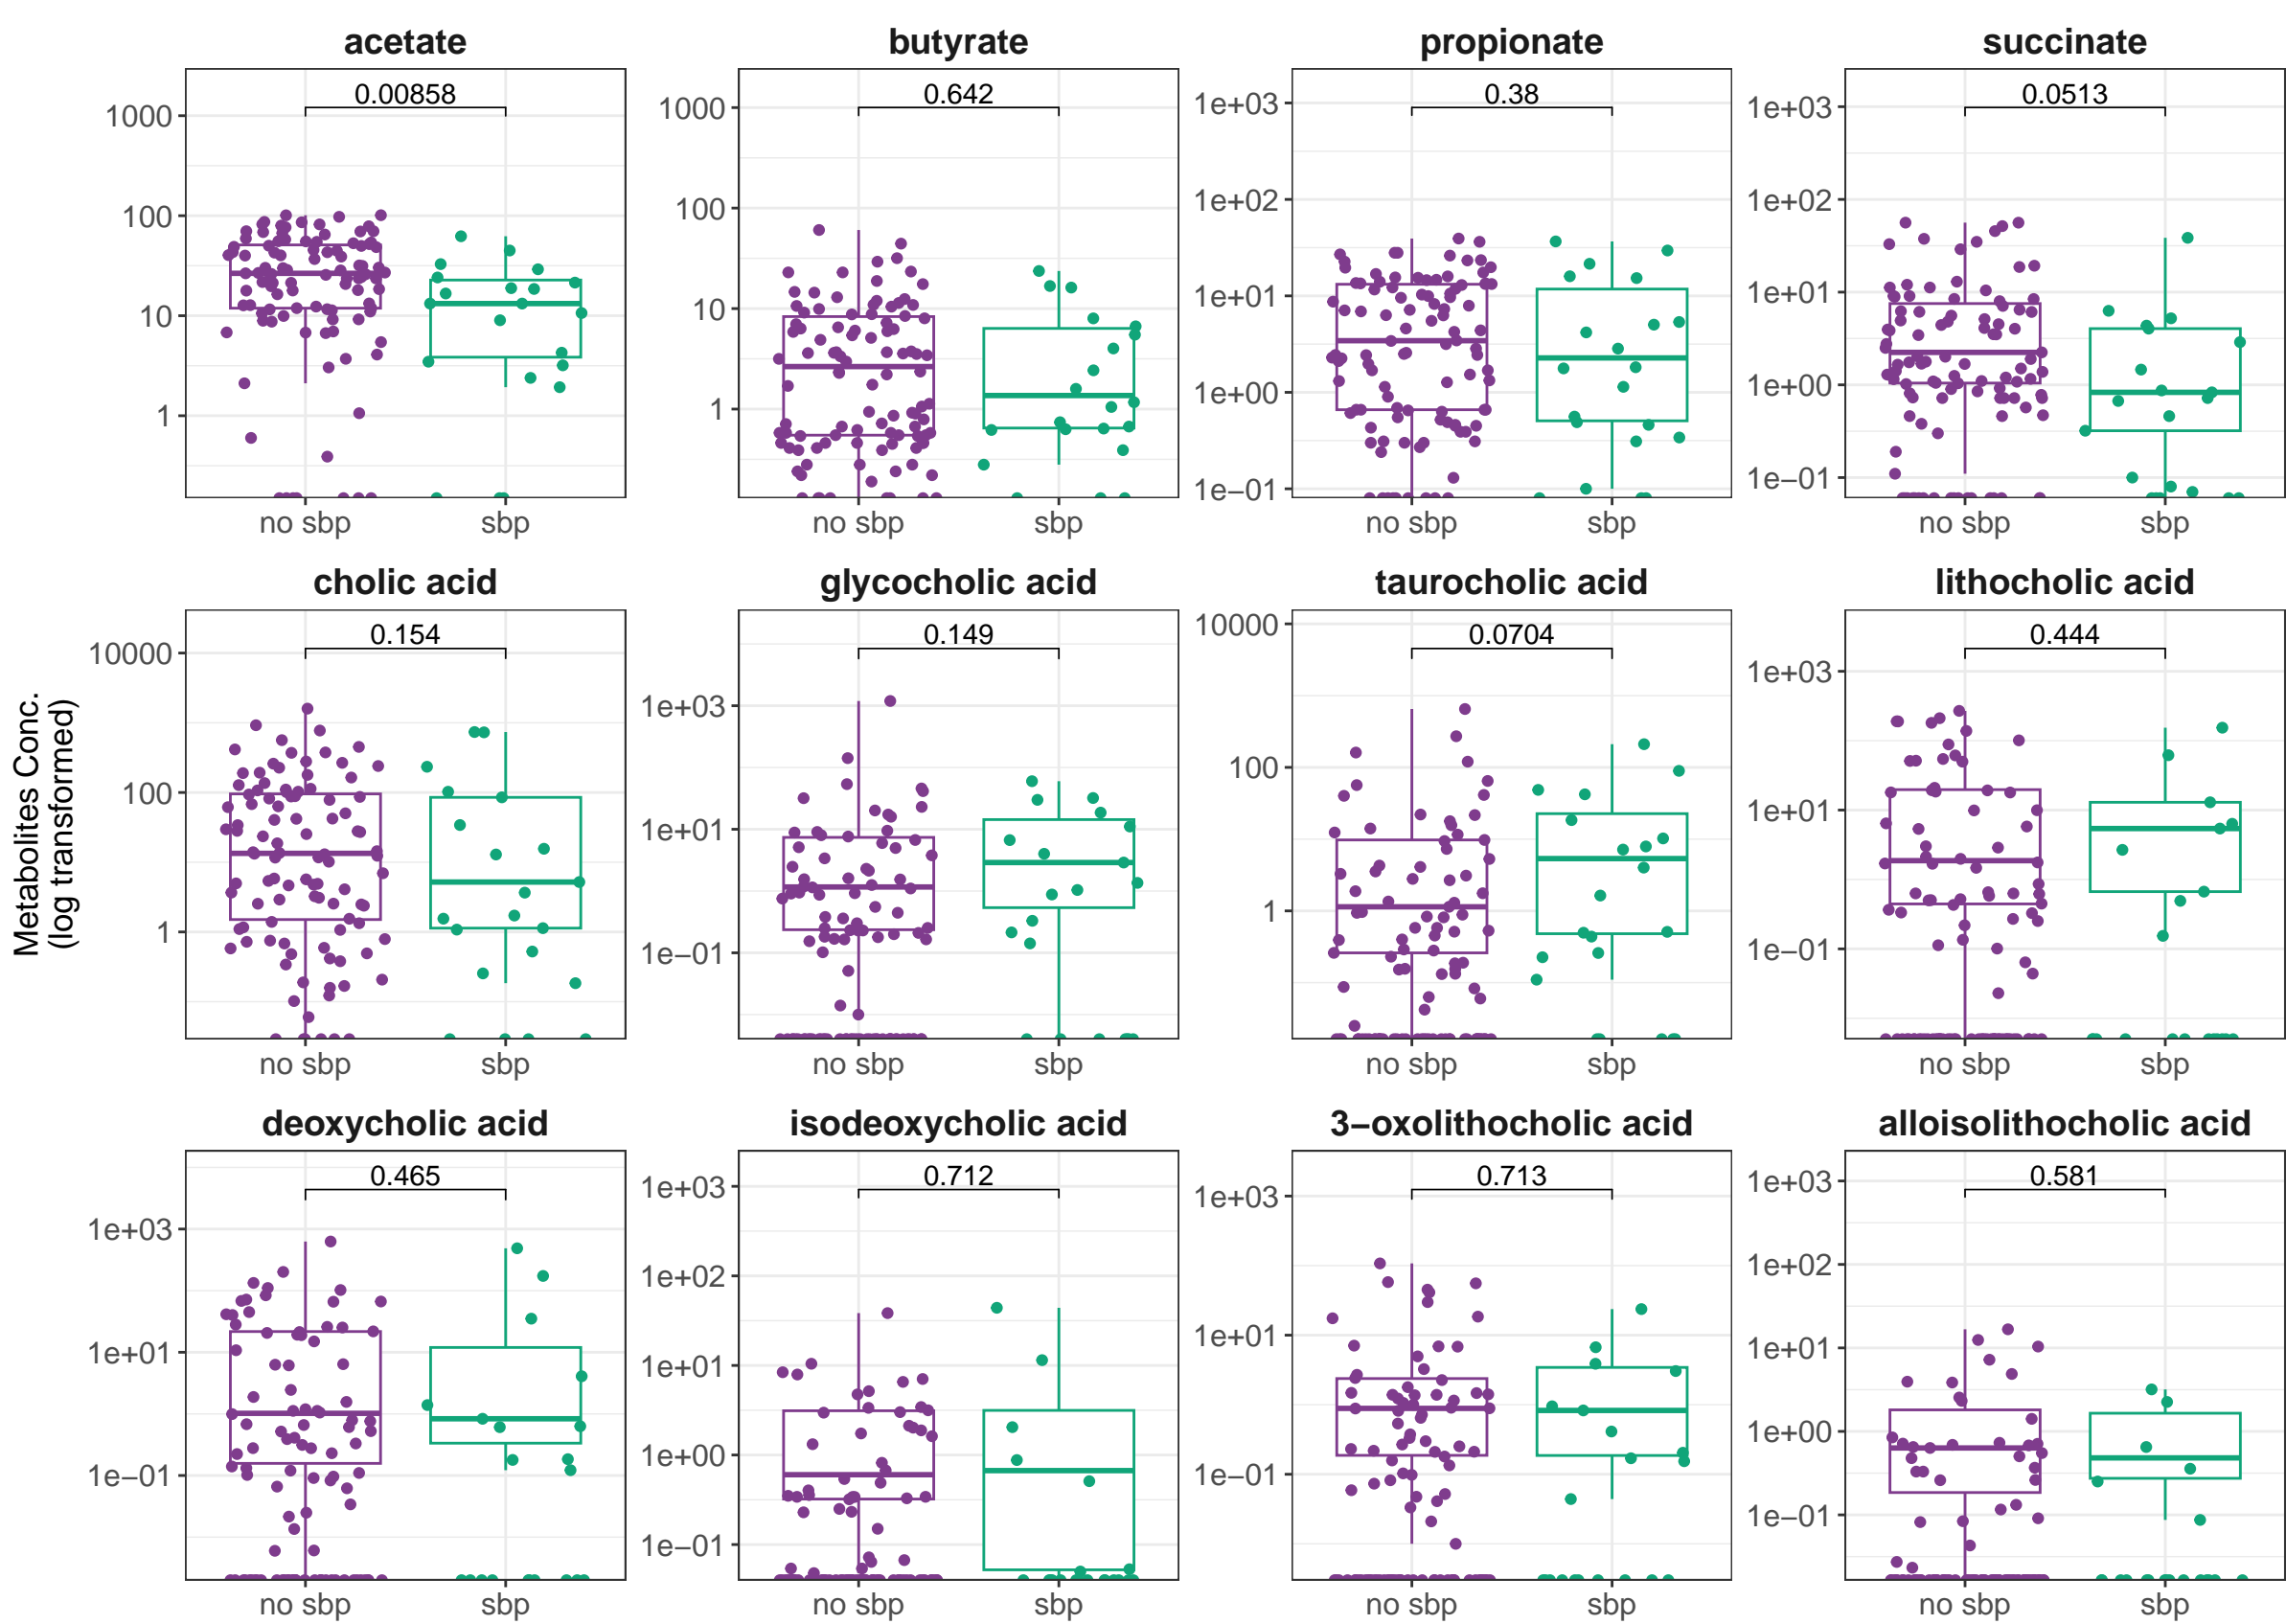 acetate butyrate propionate succinate
0.00858 0.642 0.38 0.0513
1000 1000 1e+03 1e+03
100 100 1e+02 1e+02
10 10 1e+01 1e+01
1 1 1e+00 1e+00
1e−01 1e−01
no sbp sbp no sbp sbp no sbp sbp no sbp sbp
cholic acid glycocholic acid taurocholic acid lithocholic acid
0.154 0.149 0.0704 0.444
10000 1e+03 10000 1e+03
100 1e+01 100 1e+01
1 1e−01 1 1e−01
no sbp sbp no sbp sbp no sbp sbp no sbp sbp
Metabolites Conc.
(log transformed)
deoxycholic acid isodeoxycholic acid 3−oxolithocholic acid alloisolithocholic acid
0.465 0.712 0.713 0.581
1e+03 1e+03 1e+03 1e+03
1e+01 1e+02 1e+01 1e+02
1e−01 1e+01 1e−01 1e+01
1e+00 1e+00
1e−01 1e−01
no sbp sbp no sbp sbp no sbp sbp no sbp sbp